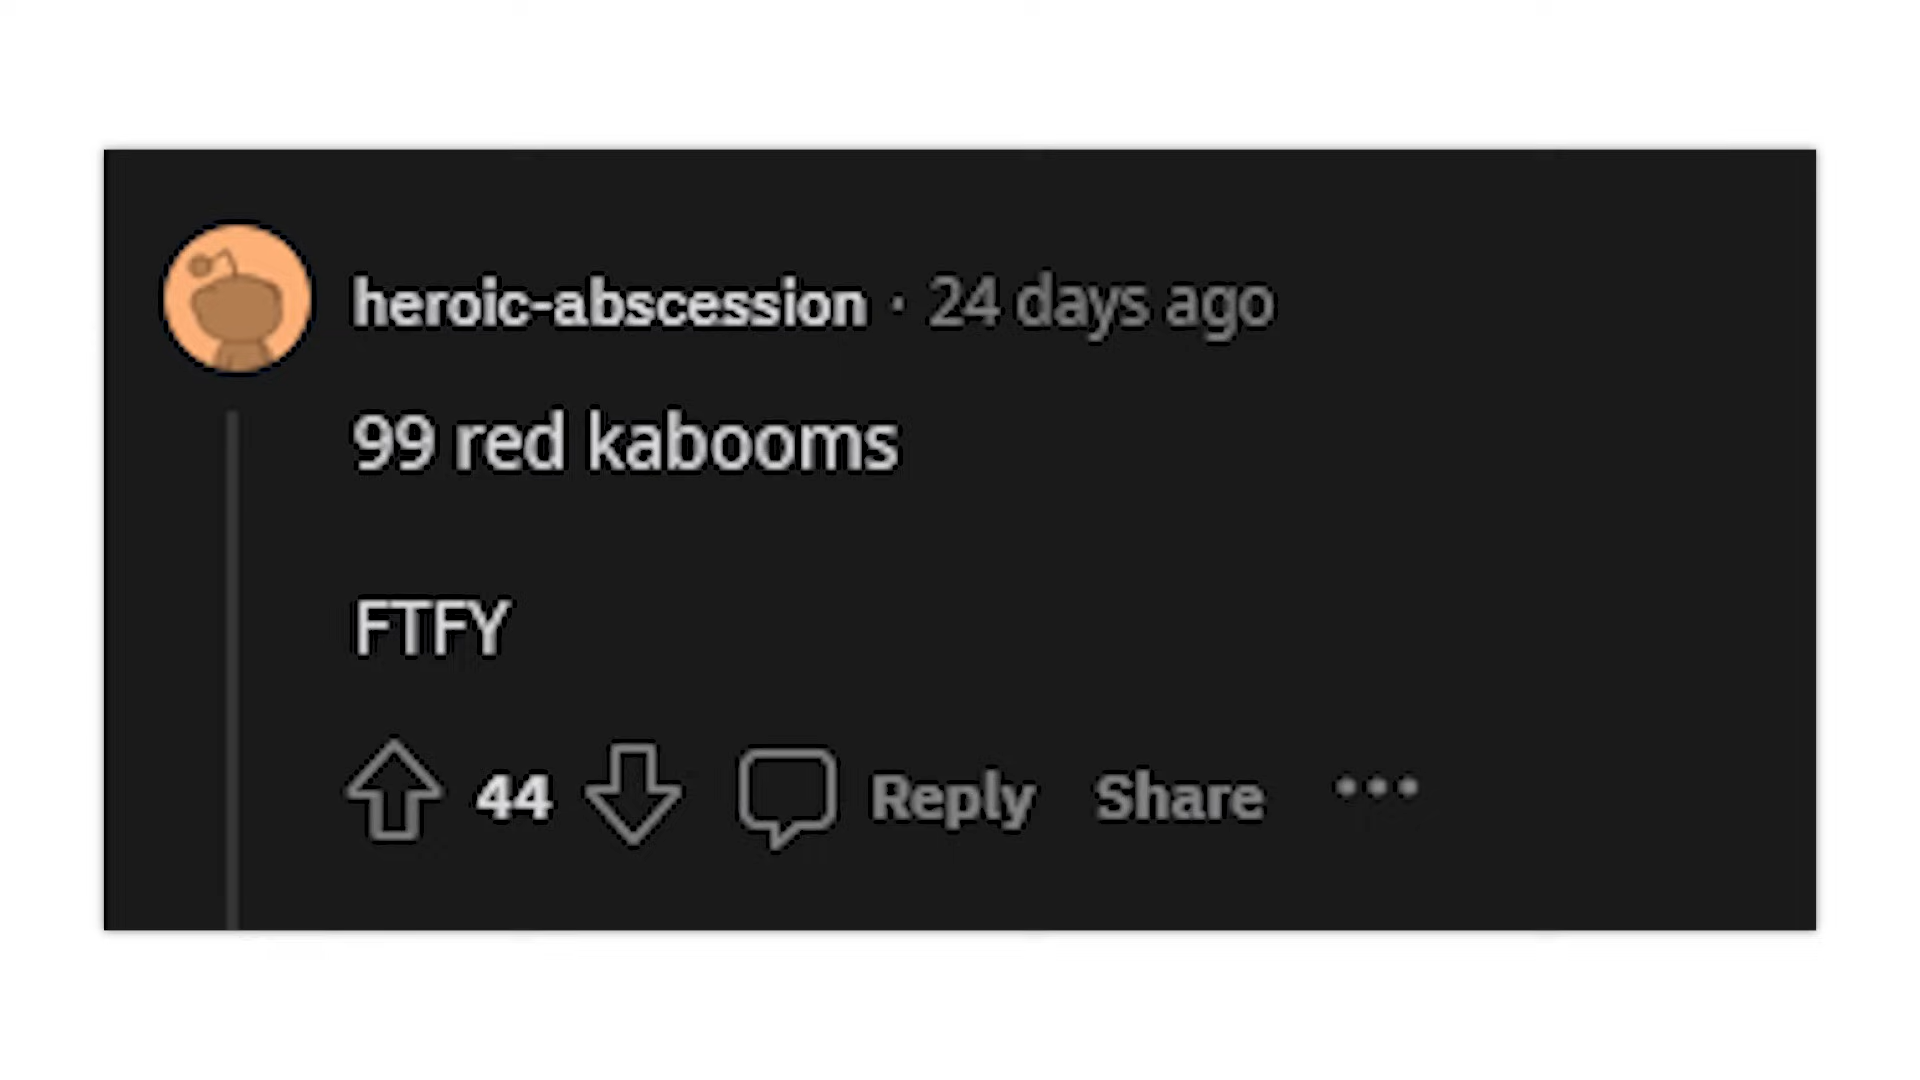 heroic-abscession · 24 days ago
99 red kabooms
FTFY
44 Reply Share ...